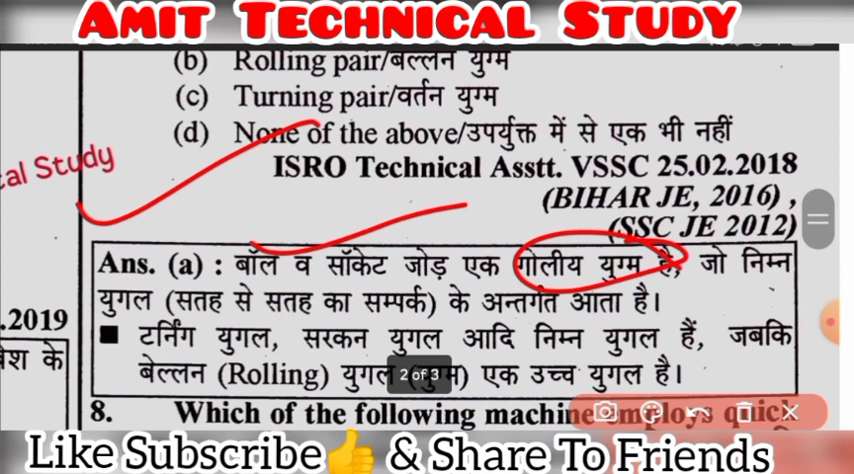 AMIT TECHNICAL STUDY
(b) Rolling pair/बेल्लन युग्म
(c) Turning pair/वर्तन युग्म
(d) None of the above/उपर्युक्त में से एक भी नहीं
cal Study
ISRO Technical Asstt. VSSC 25.02.2018
(BIHAR JE, 2016) ,
(SSC JE 2012)
Ans. (a) : बॉल व सॉकेट जोड़ एक गोलीय युग्म है, जो निम्न
युगल (सतह से सतह का सम्पर्क) के अन्तर्गत आता है।
.2019
■ टर्निंग युगल, सरकन युगल आदि निम्न युगल हैं, जबकि
के
बेल्लन (Rolling) युगल एक उच्च युगल है।
2 of 3
8. Which of the following machine employs quick
Like Subscribe👍 & Share To Friends